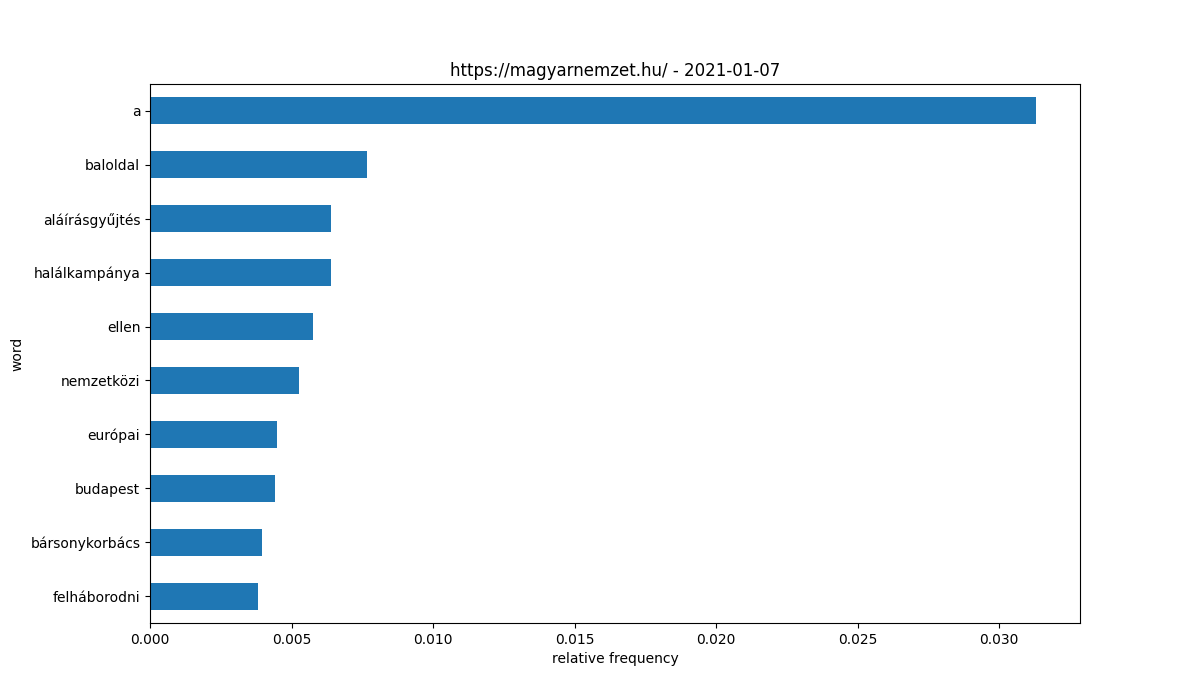 https://magyarnemzet.hu/ - 2021-01-07
a
baloldal
aláírásgyűjtés
halálkampánya
ellen
nemzetközi
európai
budapest
bársonykorbács
felháborodni
word
0.000 0.005 0.010 0.015 0.020 0.025 0.030
relative frequency